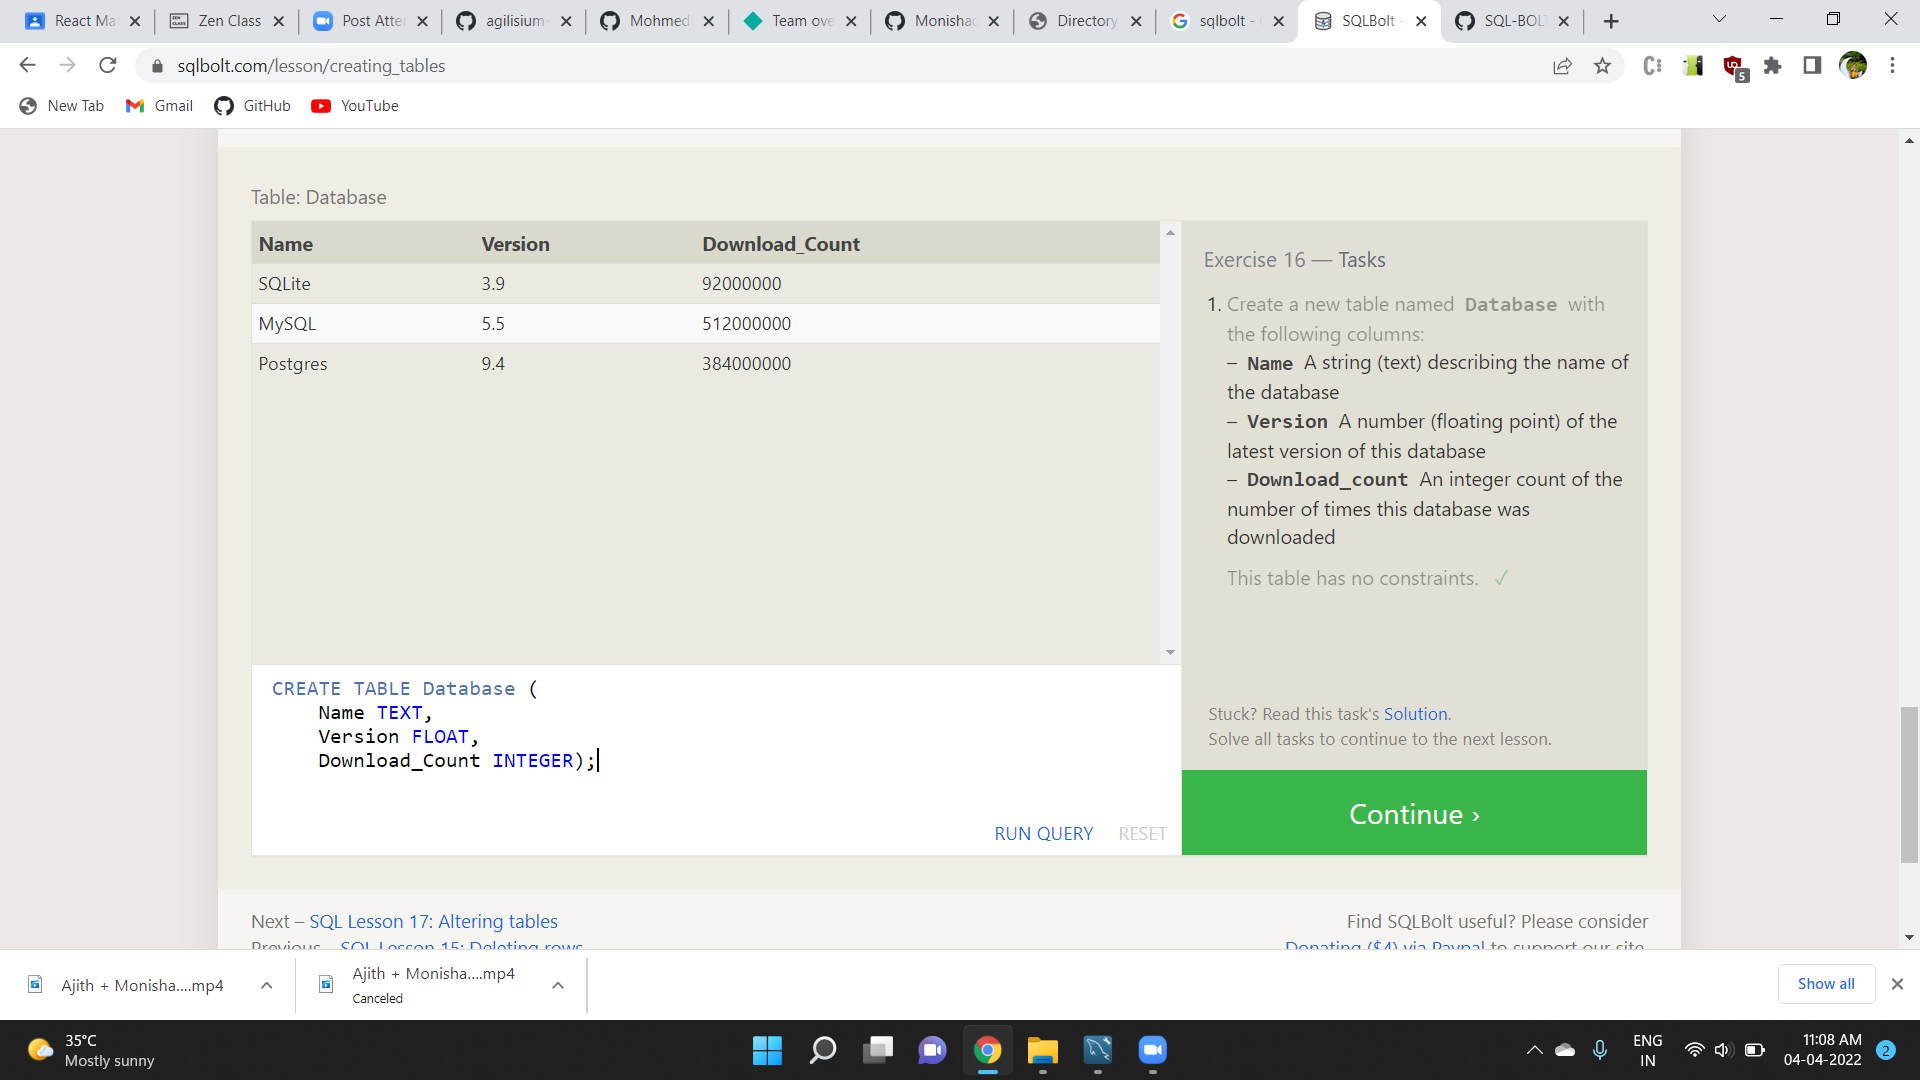 React Ma
Zen Class
Post Atte
agilisium-
Mohmed
Team ove
Monishac
Directory
sqlbolt -
SQLBolt -
SQL-BOLT
sqlbolt.com/lesson/creating_tables
5
New Tab
Gmail
GitHub
YouTube
Table: Database
Name Version Download_Count
SQLite 3.9 92000000
MySQL 5.5 512000000
Postgres 9.4 384000000
CREATE TABLE Database (
Name TEXT,
Version FLOAT,
Download_Count INTEGER);
RUN QUERY RESET
Exercise 16 — Tasks
1. Create a new table named Database with
the following columns:
– Name A string (text) describing the name of
the database
– Version A number (floating point) of the
latest version of this database
– Download_count An integer count of the
number of times this database was
downloaded
This table has no constraints. ✓
Stuck? Read this task's Solution.
Solve all tasks to continue to the next lesson.
Continue ›
Next – SQL Lesson 17: Altering tables
Previous – SQL Lesson 15: Deleting rows
Find SQLBolt useful? Please consider
Donating ($4) via Paypal to support our site.
Ajith + Monisha....mp4
Ajith + Monisha....mp4
Canceled
Show all
35°C
Mostly sunny
ENG
IN
11:08 AM
04-04-2022
2